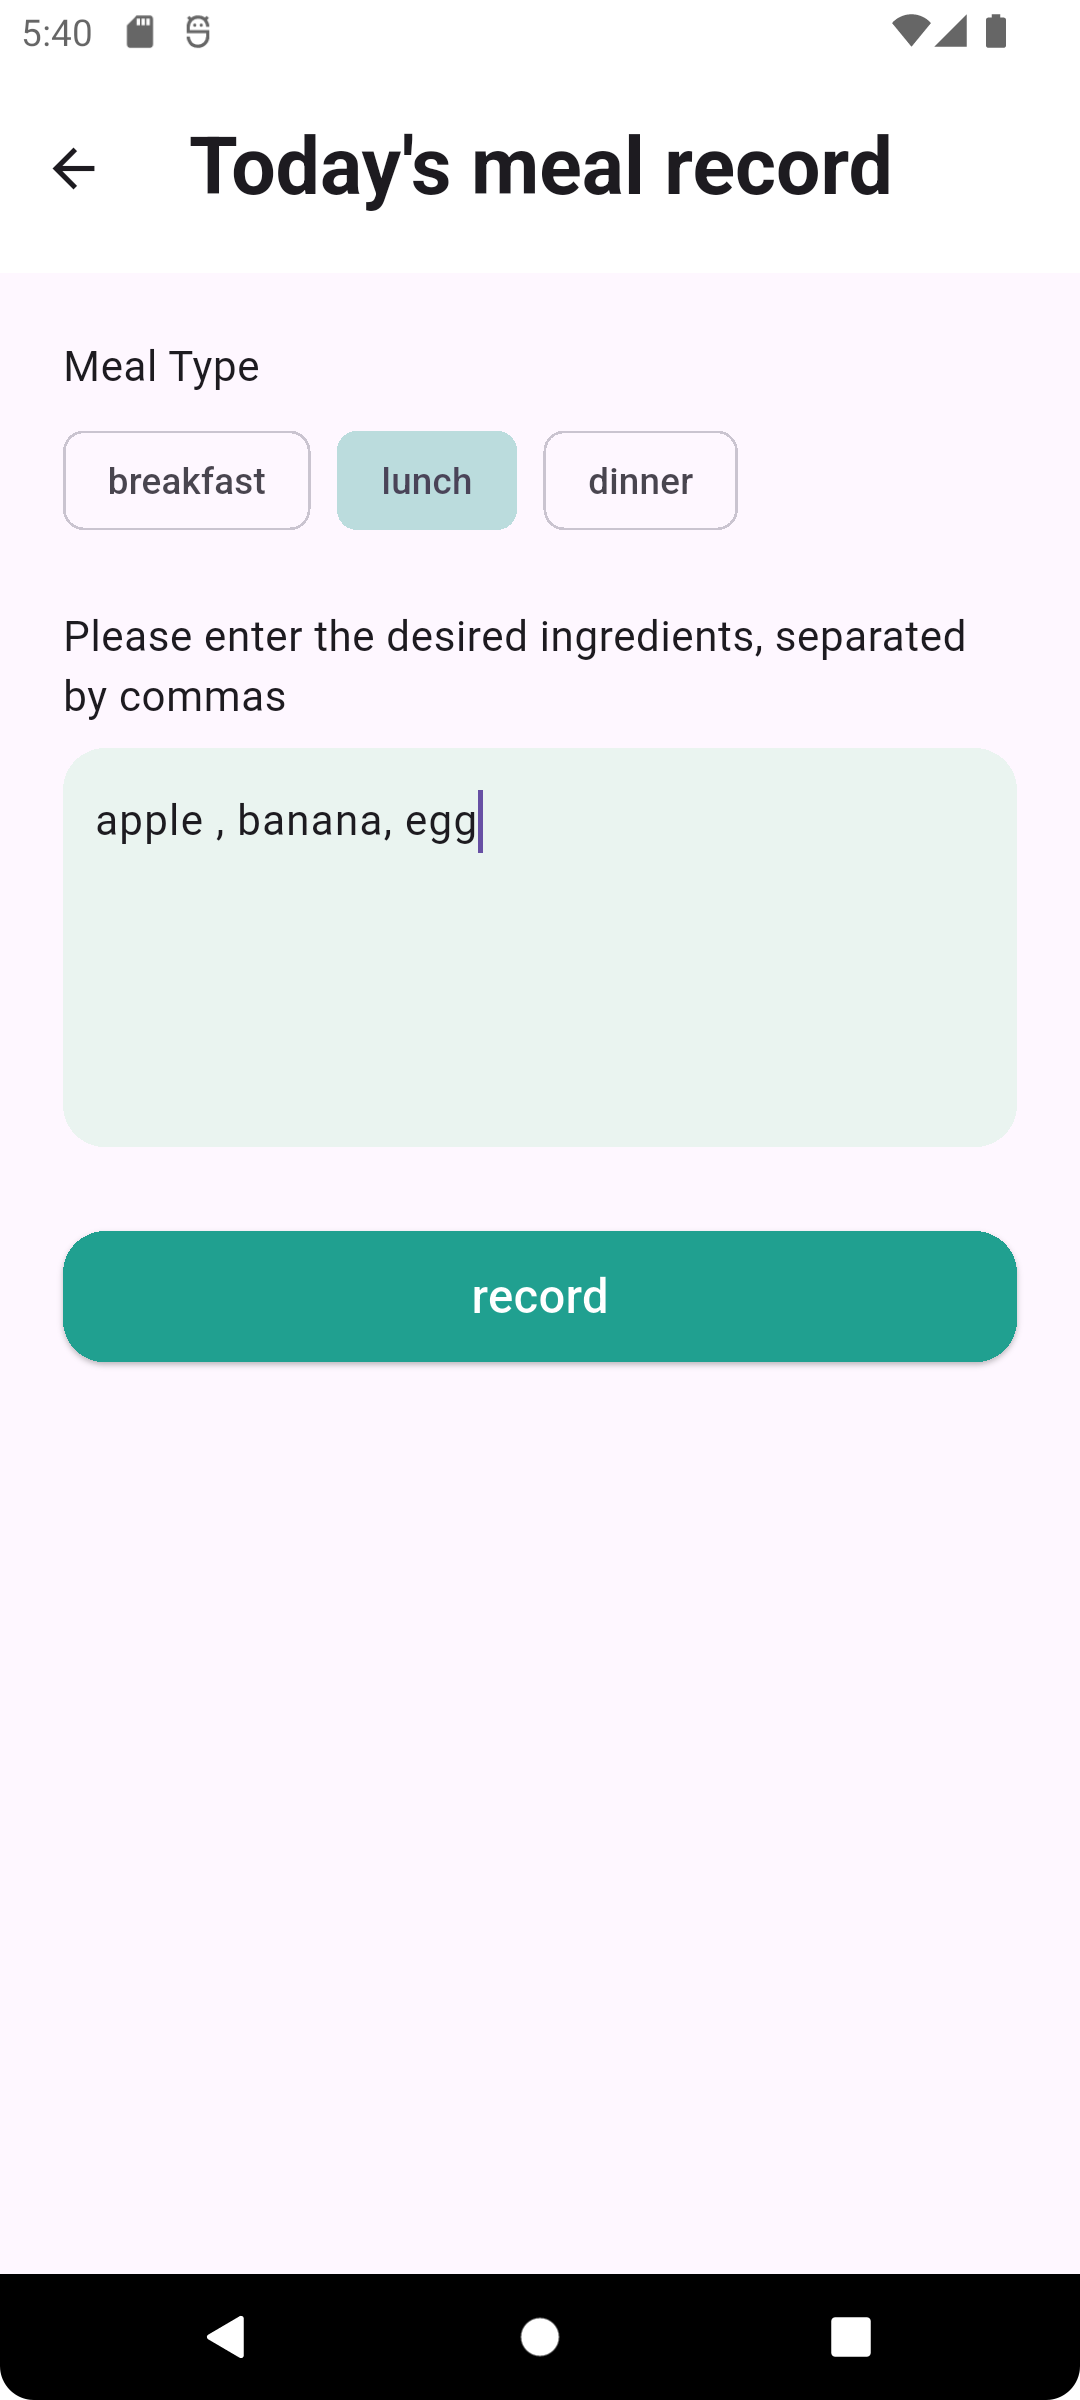 5:40
Today's meal record
Meal Type
breakfast lunch dinner
Please enter the desired ingredients, separated
by commas
apple , banana, egg
record